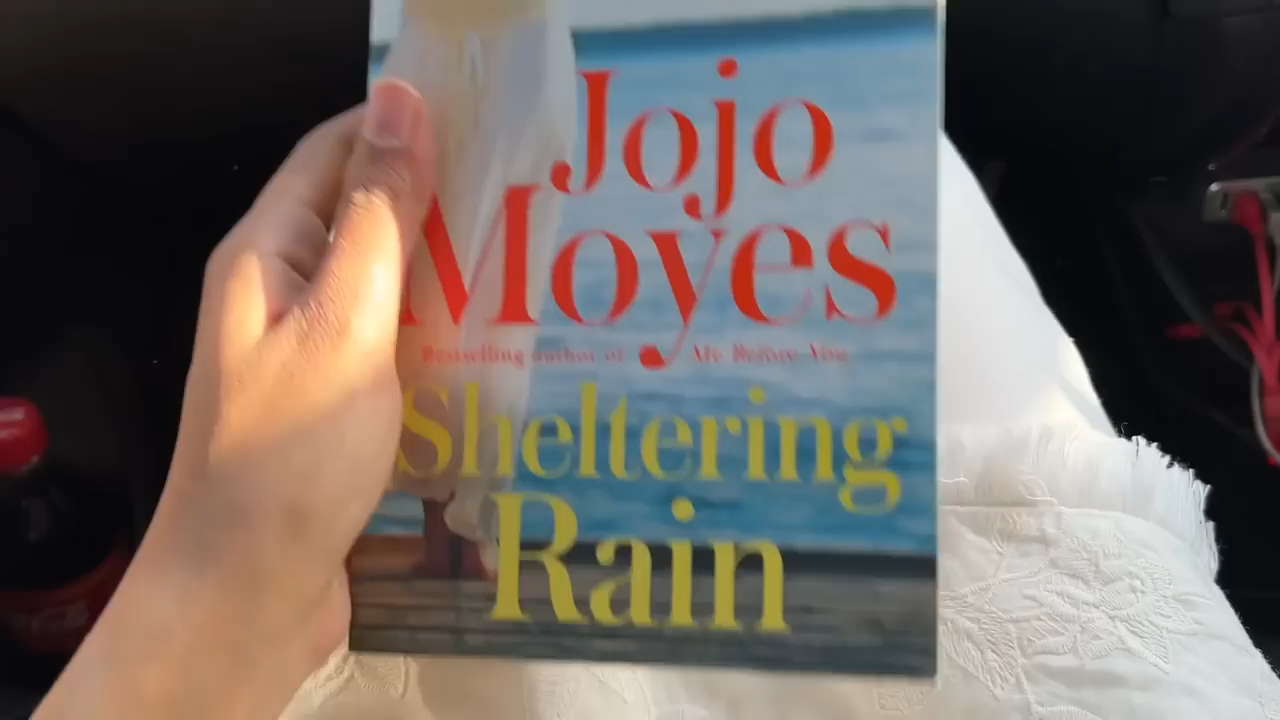 Jojo
Moyes
Bestselling author of Me Before You
Sheltering
Rain